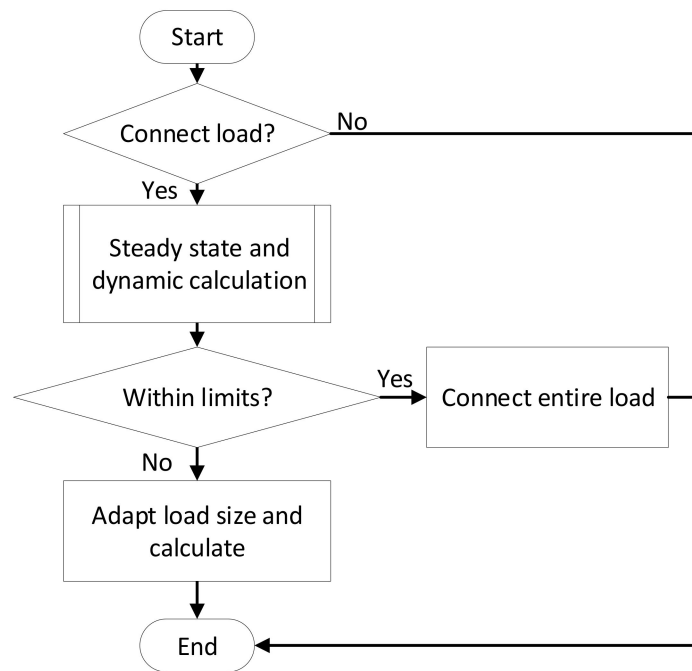 Start
Connect load?
No
Yes
Steady state and
dynamic calculation
Within limits?
Yes
Connect entire load
No
Adapt load size and
calculate
End